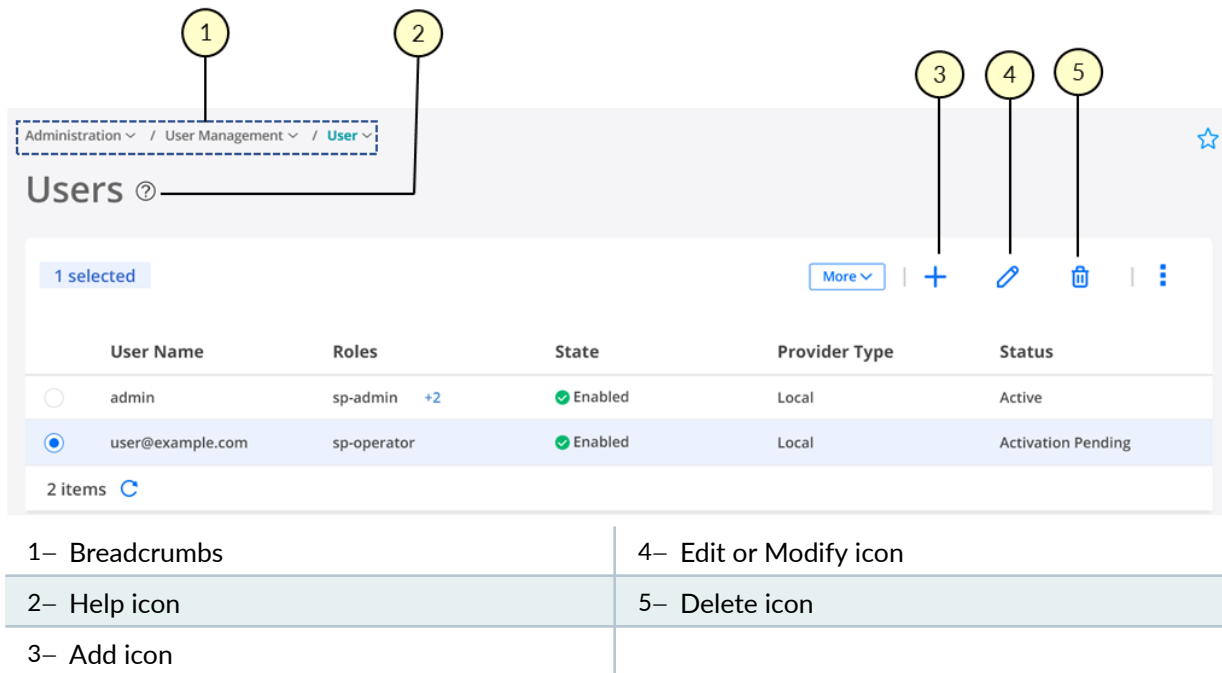 1 2
3 4 5
Administration / User Management / User
Users ?
1 selected More
User Name Roles State Provider Type Status
admin sp-admin +2 Enabled Local Active
user@example.com sp-operator Enabled Local Activation Pending
2 items
1– Breadcrumbs 4– Edit or Modify icon
2– Help icon 5– Delete icon
3– Add icon